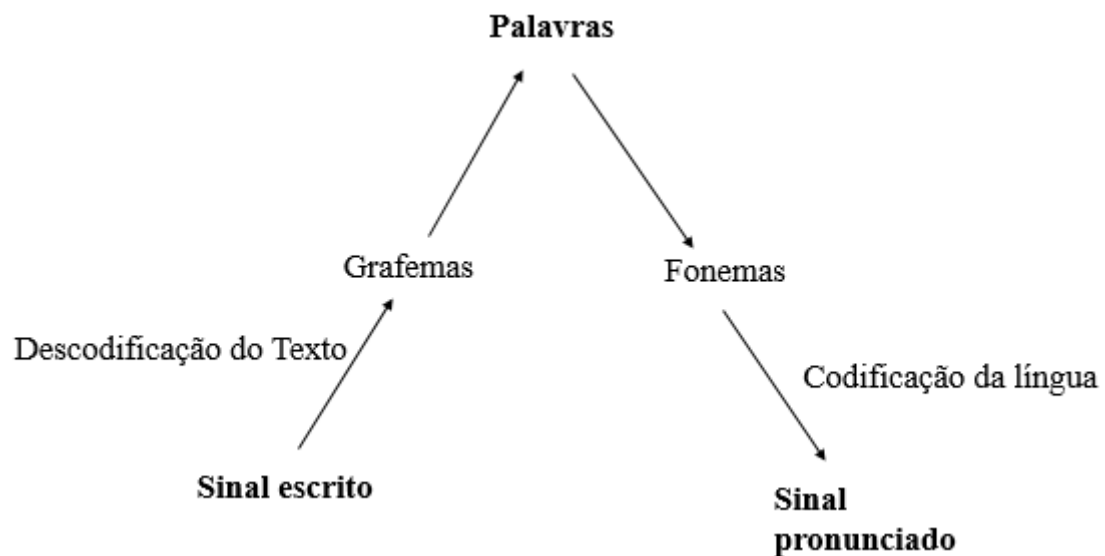 Palavras
Grafemas
Fonemas
Descodificação do Texto
Codificação da língua
Sinal escrito
Sinal
pronunciado